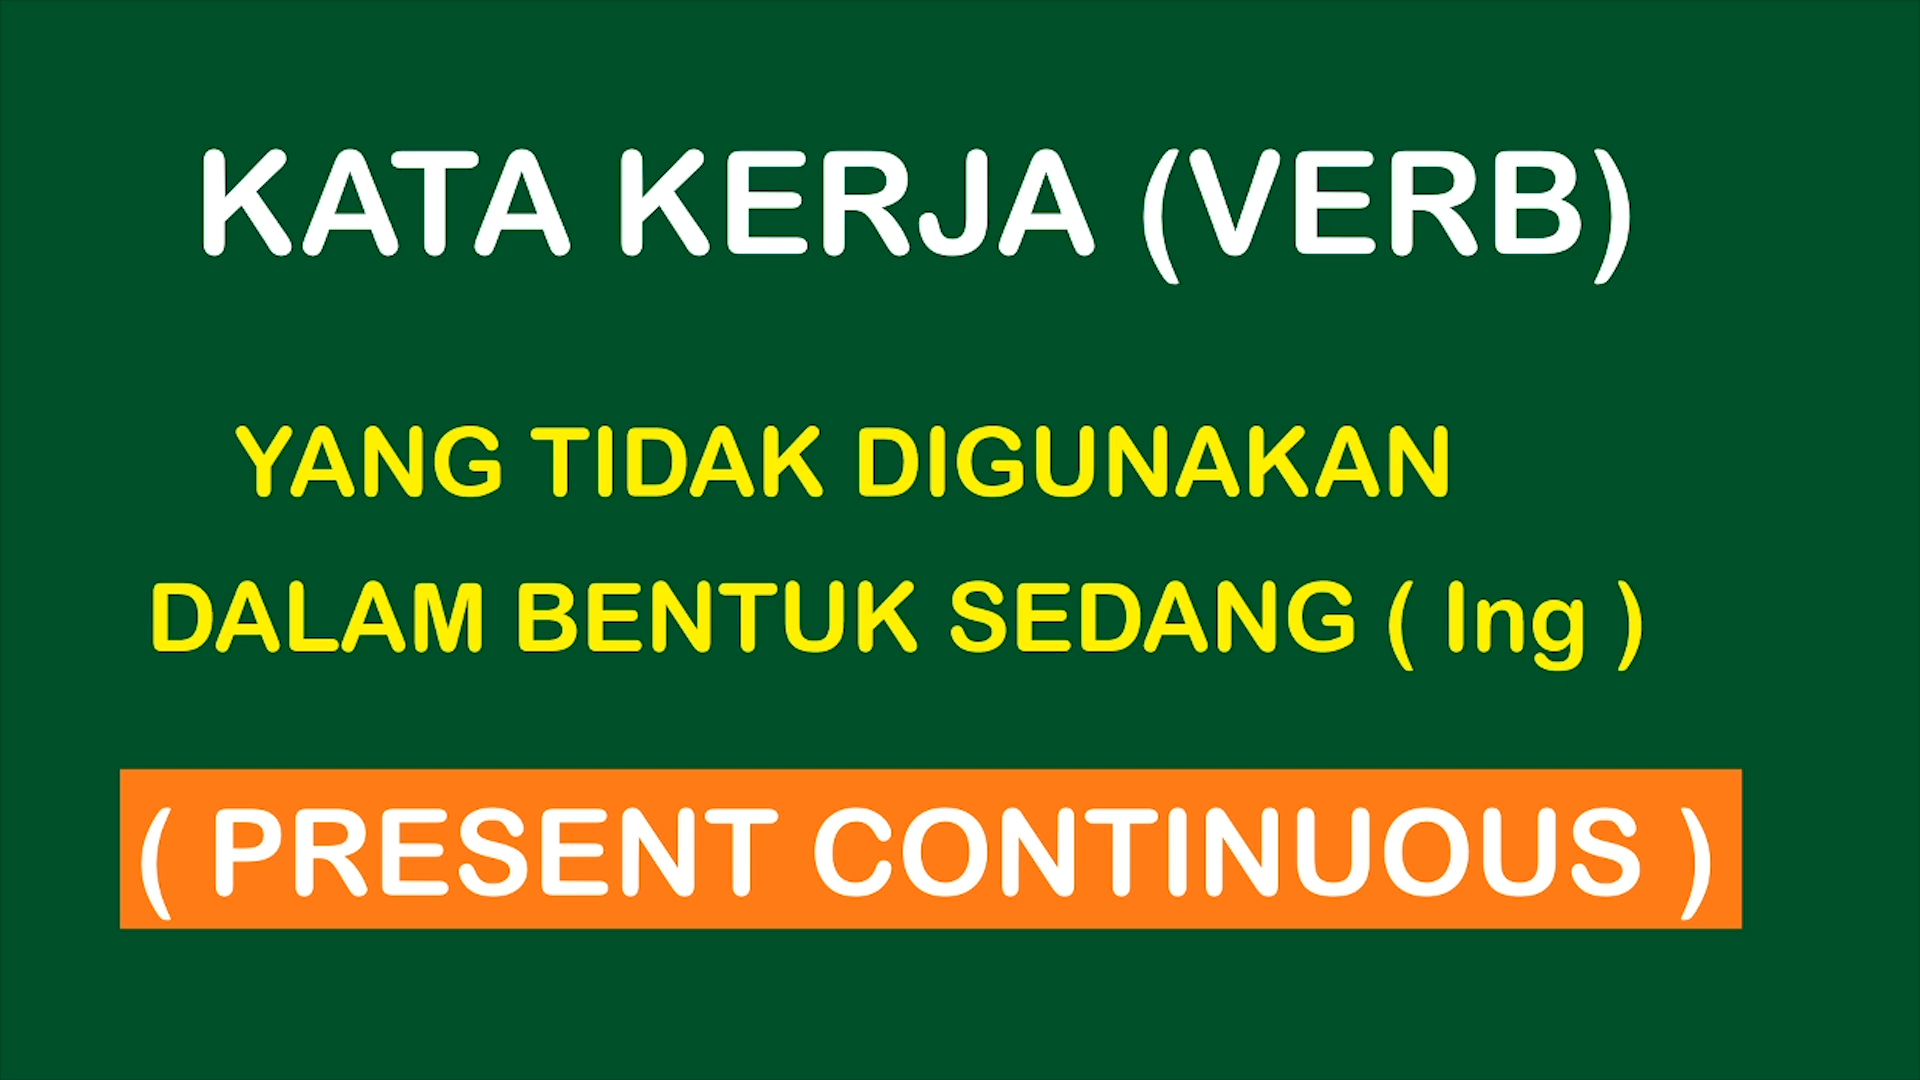 KATA KERJA (VERB)
YANG TIDAK DIGUNAKAN
DALAM BENTUK SEDANG ( Ing )
( PRESENT CONTINUOUS )